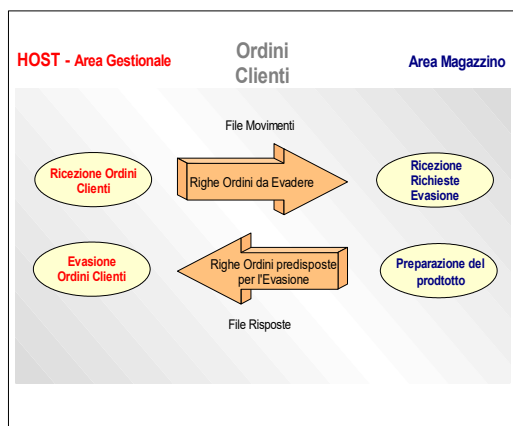 Ordini
Clienti
HOST - Area Gestionale
Area Magazzino
File Movimenti
Ricezione Ordini
Clienti
Righe Ordini da Evadere
Ricezione
Richieste
Evasione
Evasione
Ordini Clienti
Righe Ordini predisposte
per l'Evasione
Preparazione del
prodtotto
File Risposte